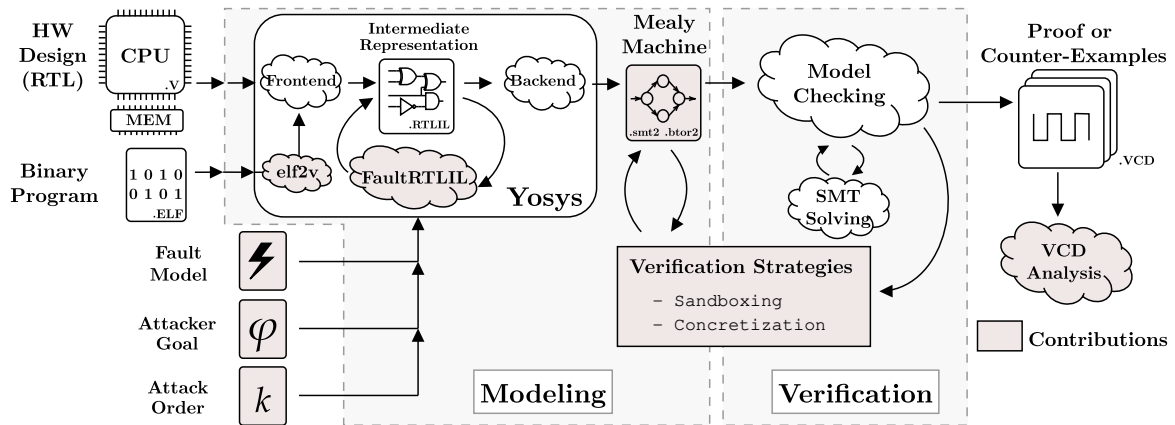 HW
Design
(RTL)
CPU
.V
MEM
Binary
Program
1 0 1 0
0 1 0 1
.ELF
Frontend
elf2v
Intermediate
Representation
.RTLIL
FaultRTLIL
Backend
Yosys
Mealy
Machine
.smt2 .btor2
Model
Checking
SMT
Solving
Proof or
Counter-Examples
.VCD
VCD
Analysis
Fault
Model
Attacker
Goal
φ
Attack
Order
k
Verification Strategies
– Sandboxing
– Concretization
Modeling
Verification
Contributions